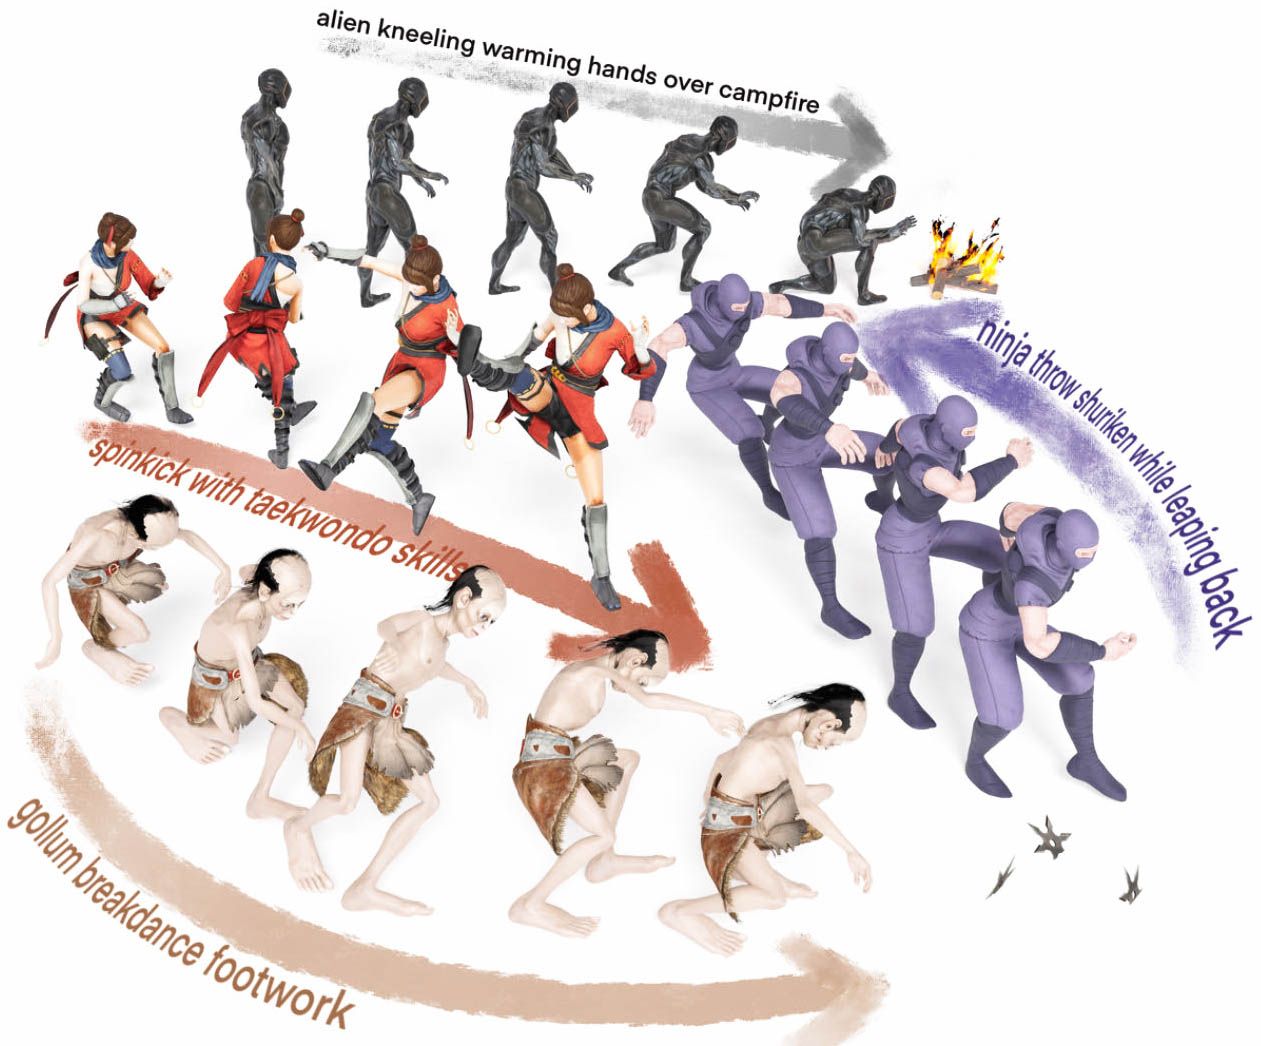 alien kneeling warming hands over campfire
ninja throw shuriken while leaping back
spinkick with taekwondo skills
gollum breakdance footwork